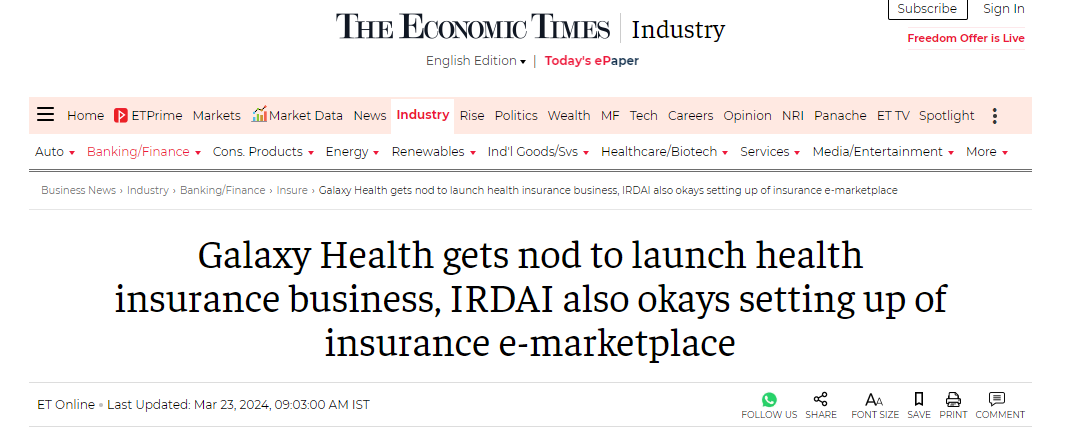 Subscribe Sign In
THE ECONOMIC TIMES | Industry
Freedom Offer is Live
English Edition | Today's ePaper
Home ETPrime Markets Market Data News Industry Rise Politics Wealth MF Tech Careers Opinion NRI Panache ET TV Spotlight
Auto Banking/Finance Cons. Products Energy Renewables Ind'l Goods/Svs Healthcare/Biotech Services Media/Entertainment More
Business News › Industry › Banking/Finance › Insure › Galaxy Health gets nod to launch health insurance business, IRDAI also okays setting up of insurance e-marketplace
Galaxy Health gets nod to launch health
insurance business, IRDAI also okays setting up of
insurance e-marketplace
ET Online • Last Updated: Mar 23, 2024, 09:03:00 AM IST
FOLLOW US SHARE FONT SIZE SAVE PRINT COMMENT